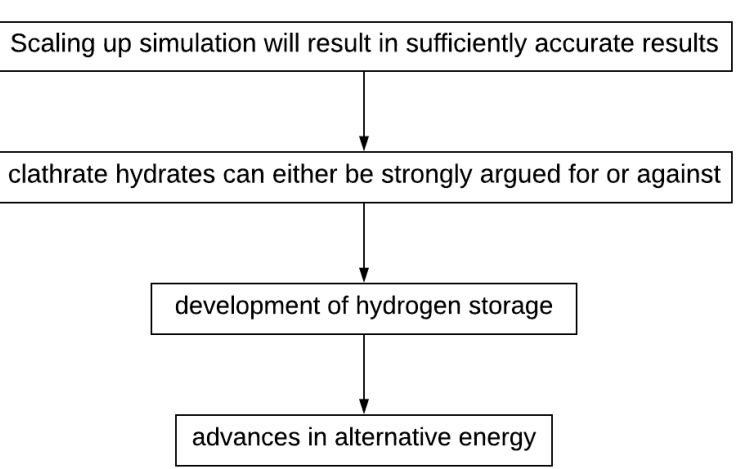 Scaling up simulation will result in sufficiently accurate results
clathrate hydrates can either be strongly argued for or against
development of hydrogen storage
advances in alternative energy